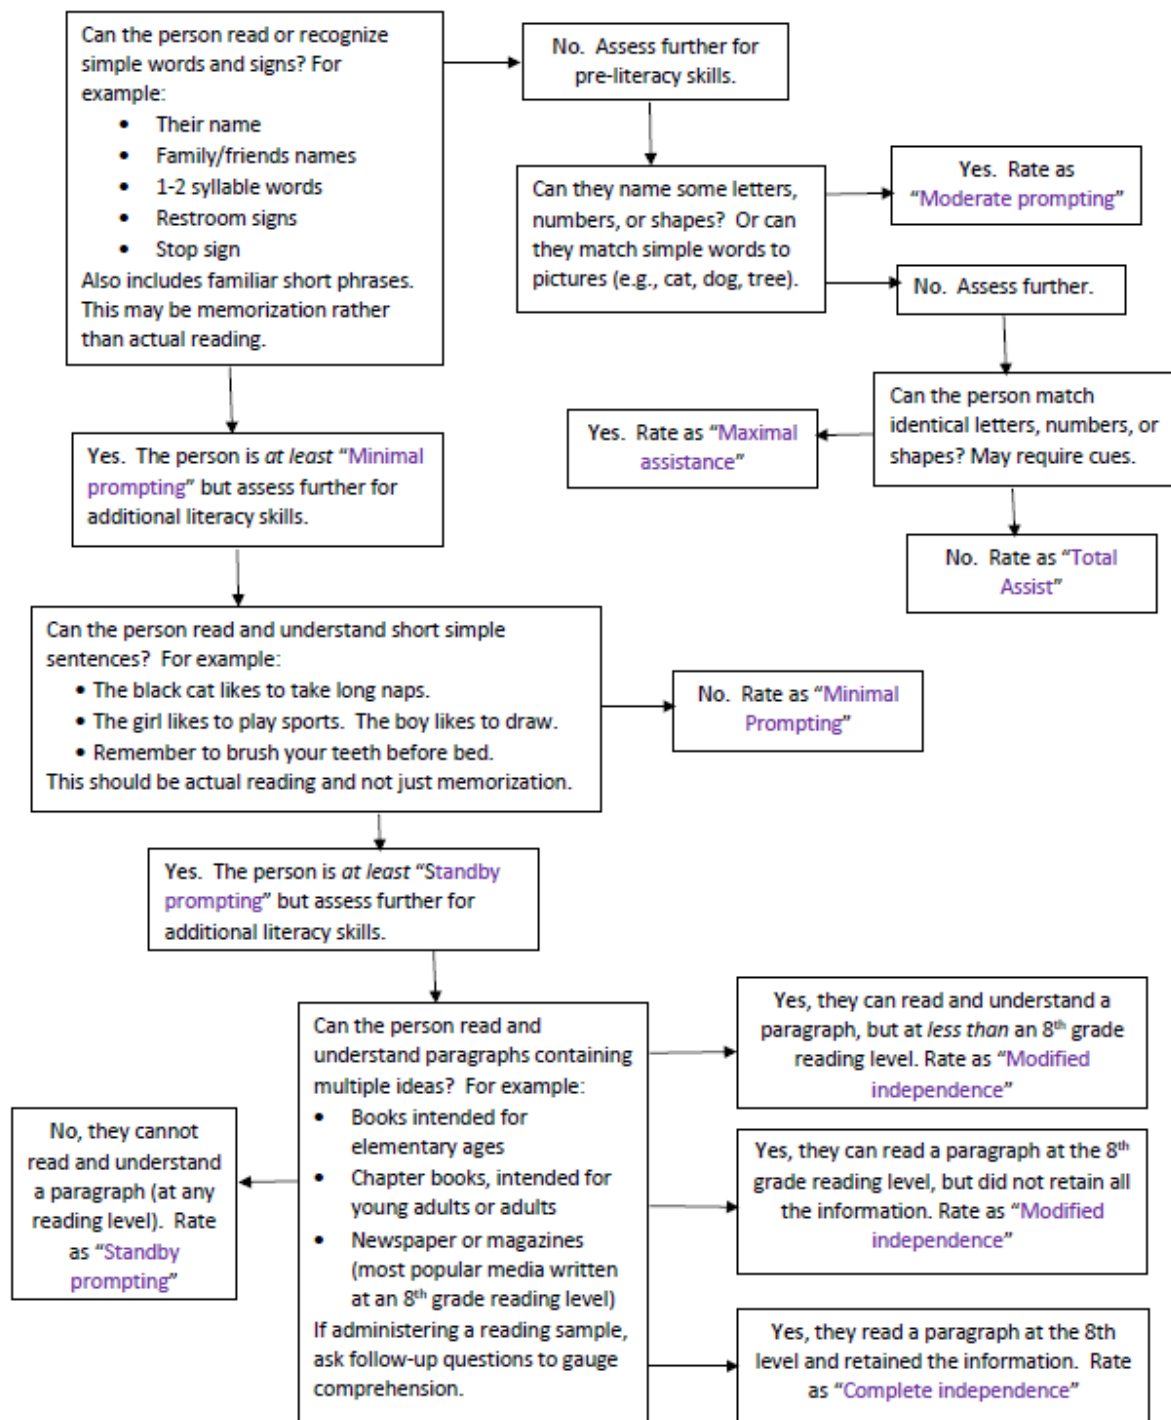 Can the person read or recognize
simple words and signs? For
example:
• Their name
• Family/friends names
• 1-2 syllable words
• Restroom signs
• Stop sign
Also includes familiar short phrases.
This may be memorization rather
than actual reading.
No. Assess further for
pre-literacy skills.
Can they name some letters,
numbers, or shapes? Or can
they match simple words to
pictures (e.g., cat, dog, tree).
Yes. Rate as
“Moderate prompting”
No. Assess further.
Can the person match
identical letters, numbers, or
shapes? May require cues.
Yes. Rate as “Maximal
assistance”
No. Rate as “Total
Assist”
Yes. The person is at least “Minimal
prompting” but assess further for
additional literacy skills.
Can the person read and understand short simple
sentences? For example:
• The black cat likes to take long naps.
• The girl likes to play sports. The boy likes to draw.
• Remember to brush your teeth before bed.
This should be actual reading and not just memorization.
No. Rate as “Minimal
Prompting”
Yes. The person is at least “Standby
prompting” but assess further for
additional literacy skills.
Can the person read and
understand paragraphs containing
multiple ideas? For example:
• Books intended for
elementary ages
• Chapter books, intended for
young adults or adults
• Newspaper or magazines
(most popular media written
at an 8th grade reading level)
If administering a reading sample,
ask follow-up questions to gauge
comprehension.
No, they cannot
read and understand
a paragraph (at any
reading level). Rate
as “Standby
prompting”
Yes, they can read and understand a
paragraph, but at less than an 8th grade
reading level. Rate as “Modified
independence”
Yes, they can read a paragraph at the 8th
grade reading level, but did not retain all
the information. Rate as “Modified
independence”
Yes, they read a paragraph at the 8th
level and retained the information. Rate
as “Complete independence”